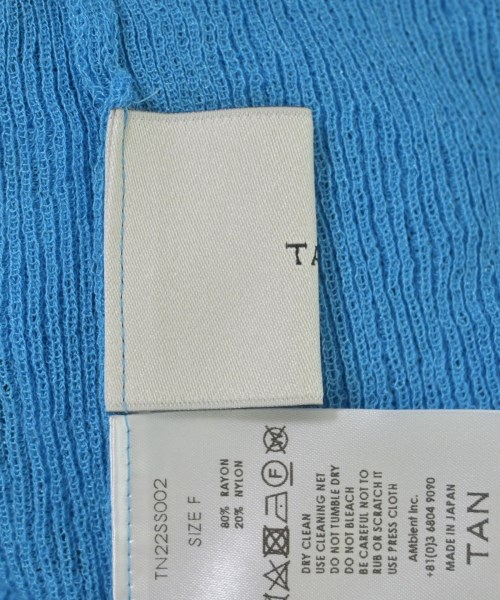 TA
TN22SS002
SIZE F
80% RAYON
20% NYLON
DRY CLEAN
USE CLEANING NET
DO NOT TUMBLE DRY
DO NOT BLEACH
BE CAREFUL NOT TO
RUB OR SCRATCH IT
USE PRESS CLOTH
AMbient Inc.
+81(0)3 6804 9090
MADE IN JAPAN
TAN